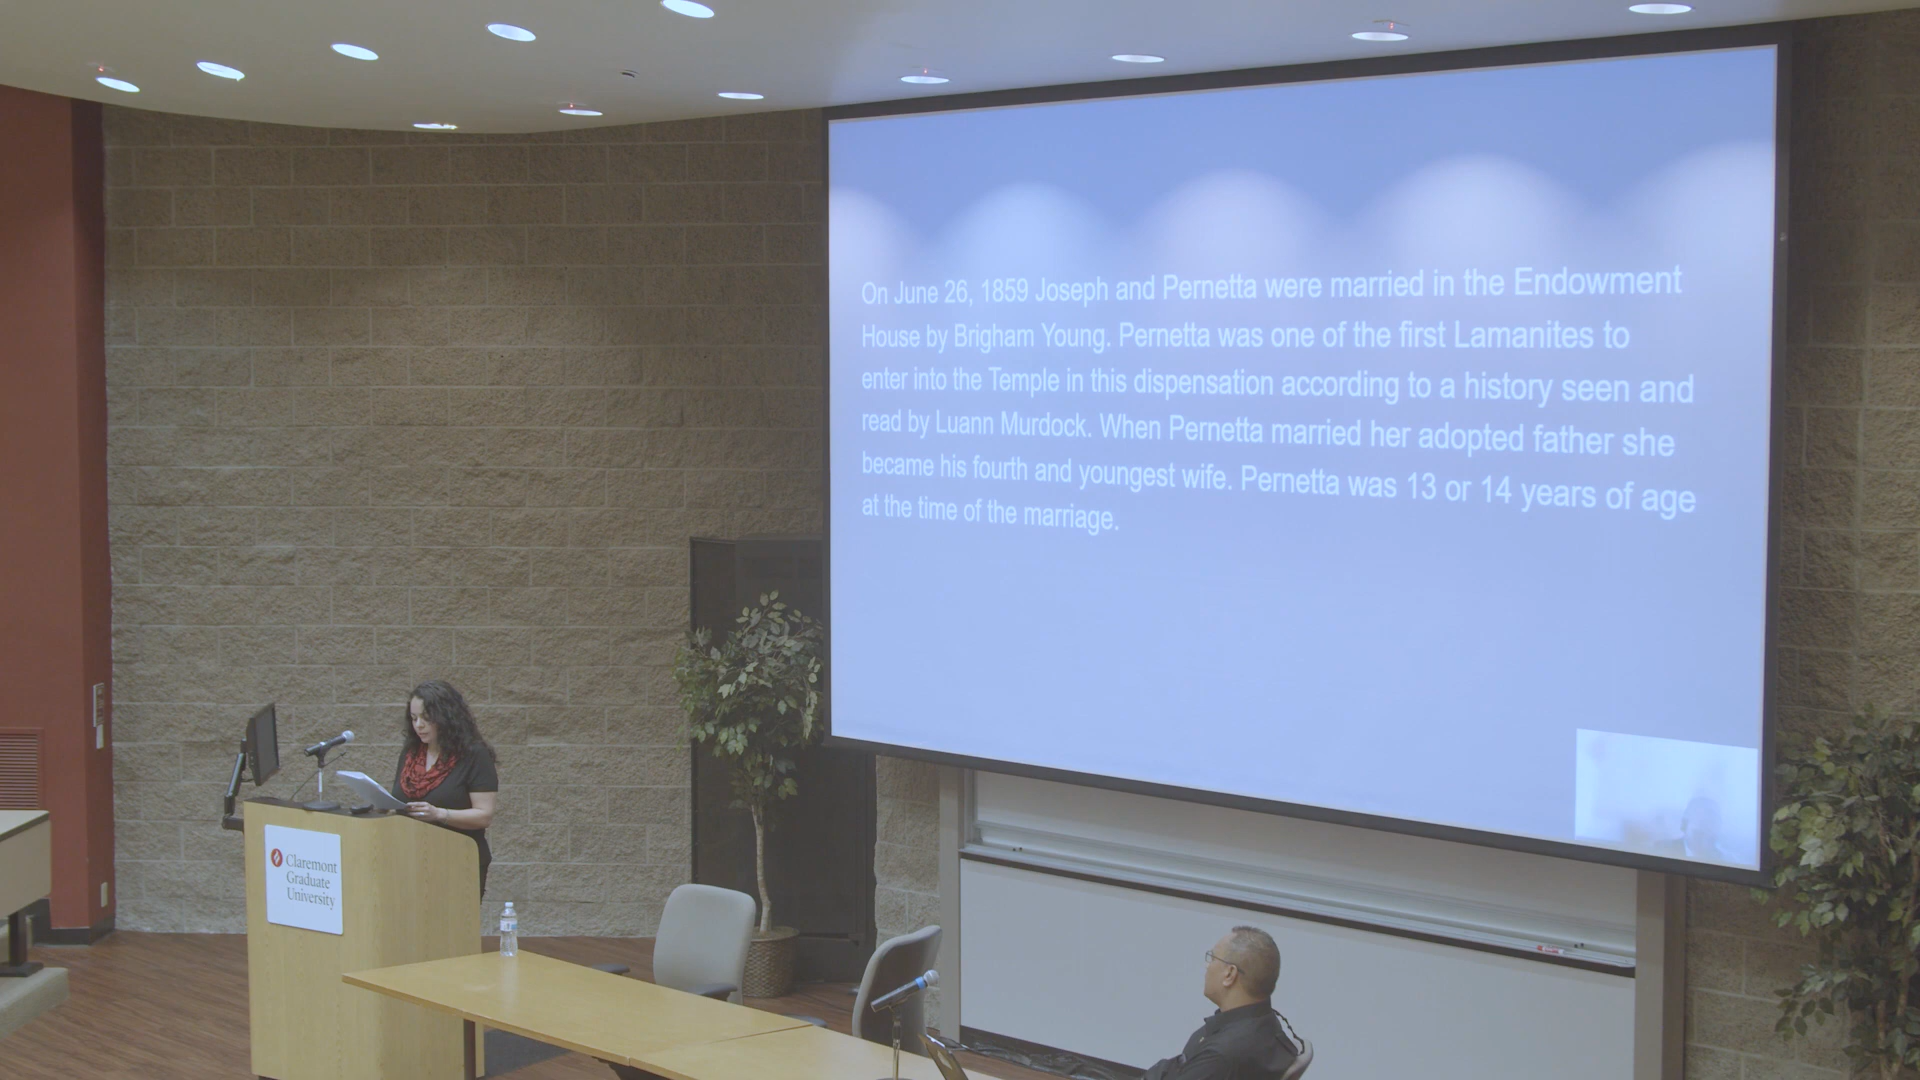 On June 26, 1859 Joseph and Pernetta were married in the Endowment
House by Brigham Young. Pernetta was one of the first Lamanites to
enter into the Temple in this dispensation according to a history seen and
read by Luann Murdock. When Pernetta married her adopted father she
became his fourth and youngest wife. Pernetta was 13 or 14 years of age
at the time of the marriage.
Claremont
Graduate
University